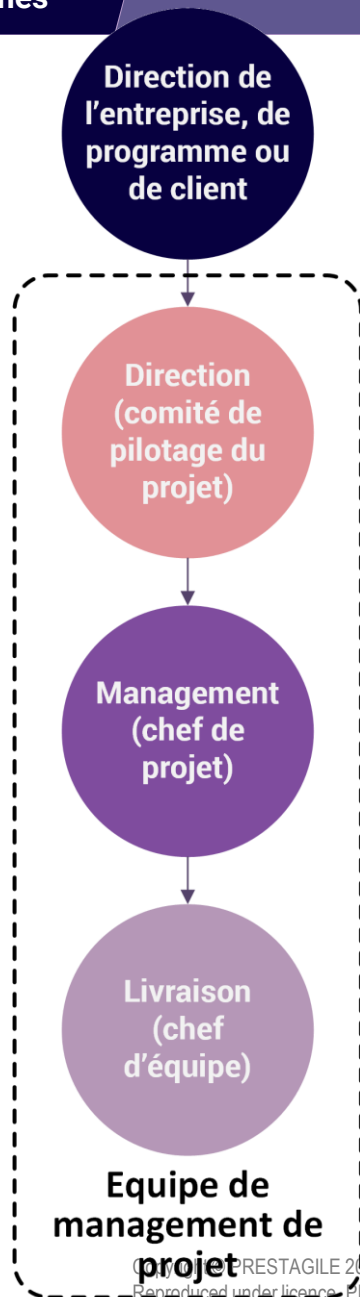 Direction de
l'entreprise, de
programme ou
de client
Direction
(comité de
pilotage du
projet)
Management
(chef de
projet)
Livraison
(chef
d'équipe)
Equipe de
management de
projet
PRESTAGILE 20
Reproduced under licence